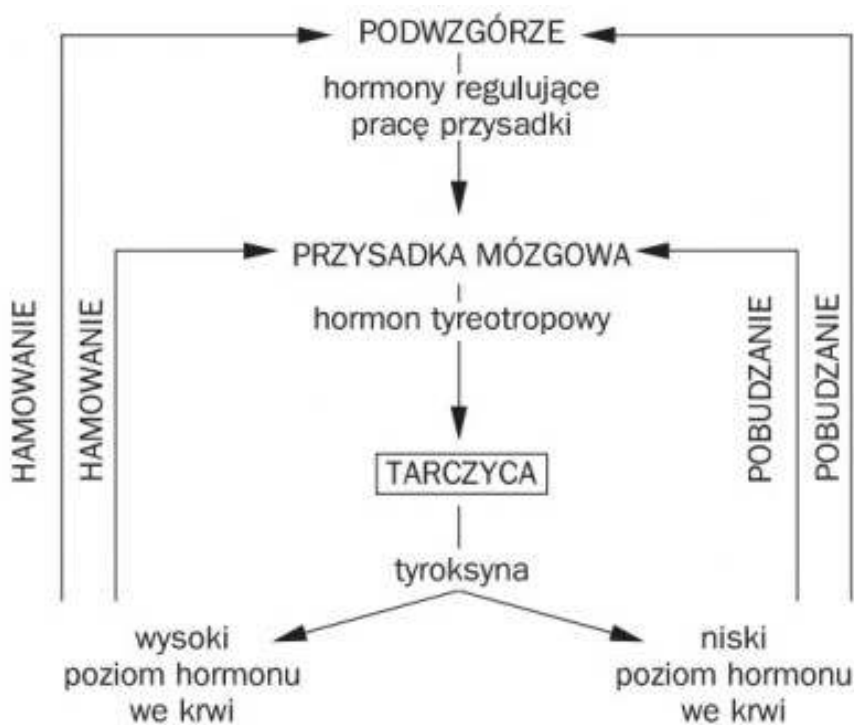 PODWZGÓRZE
hormony regulujące
pracę przysadki
PRZYSADKA MÓZGOWA
hormon tyreotropowy
HAMOWANIE
HAMOWANIE
POBUDZANIE
POBUDZANIE
TARCZYCA
tyroksyna
wysoki
poziom hormonu
we krwi
niski
poziom hormonu
we krwi